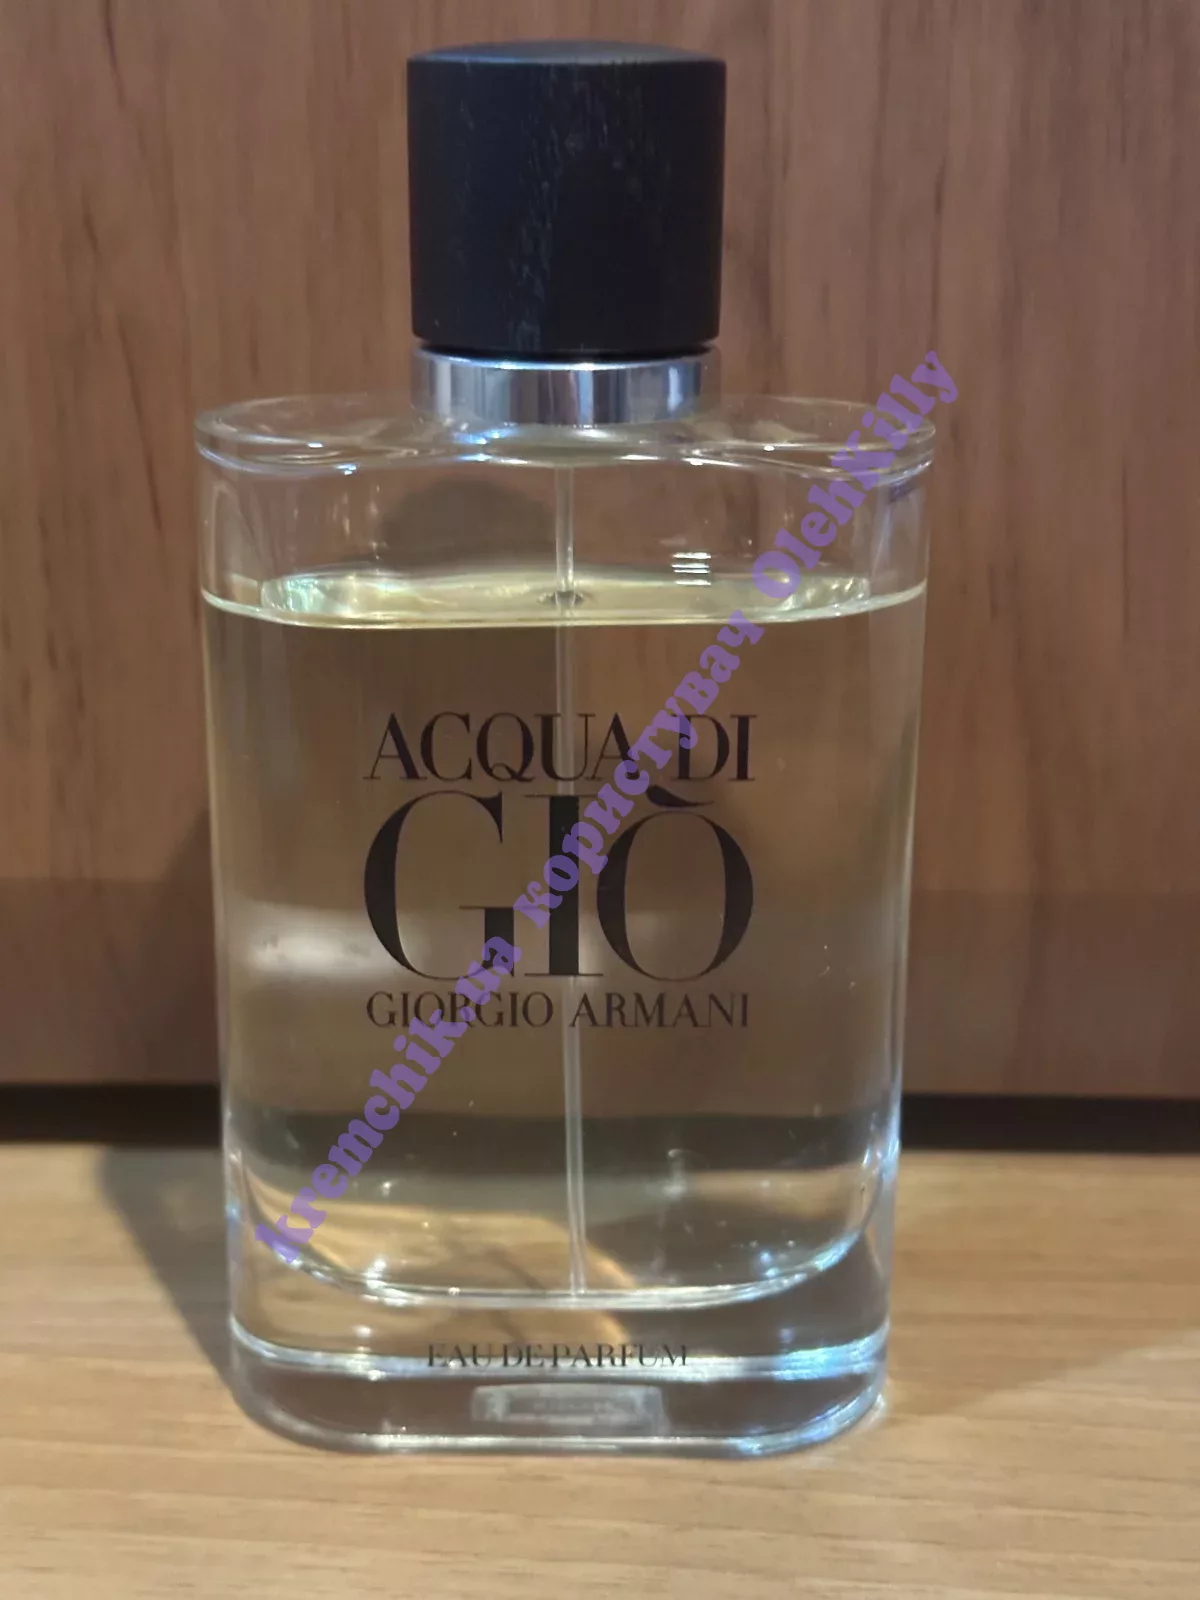 ACQUA DI
GIÒ
GIORGIO ARMANI
EAU DE PARFUM
kremchik.ua користувач OlehKilly